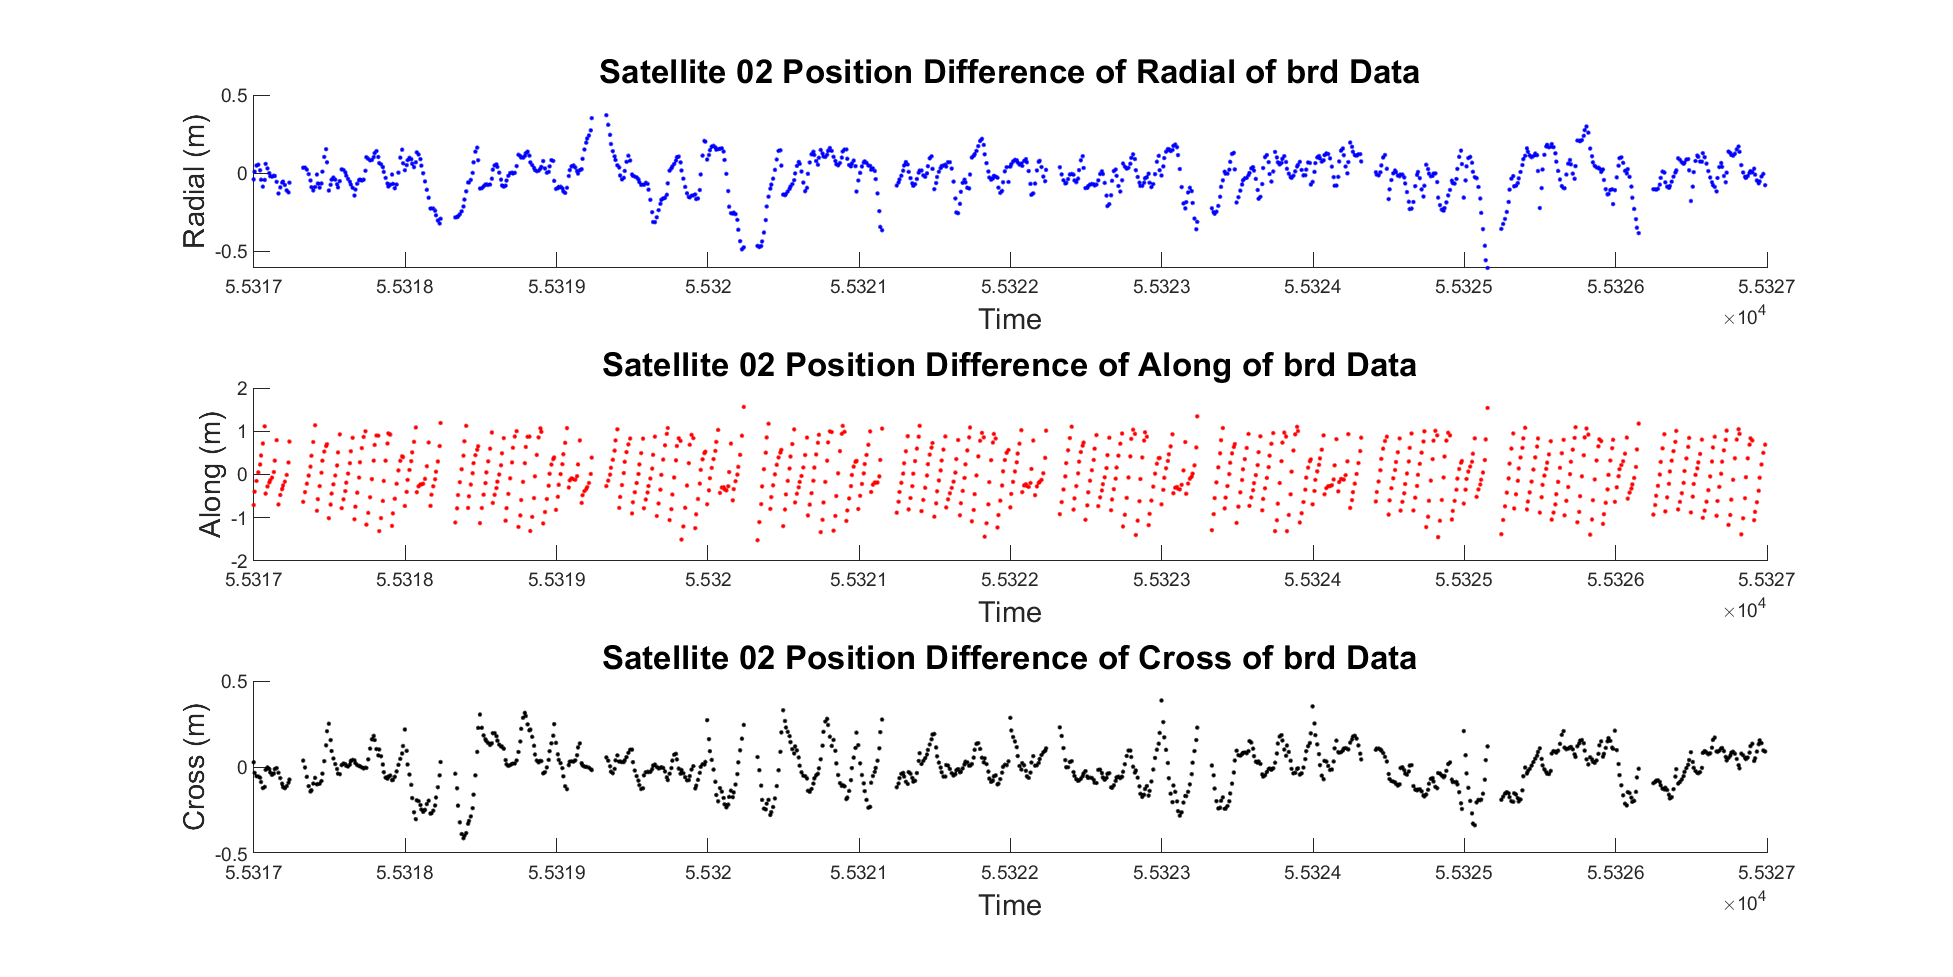 Satellite 02 Position Difference of Radial of brd Data
0.5
0
-0.5
Radial (m)
5.5317 5.5318 5.5319 5.532 5.5321 5.5322 5.5323 5.5324 5.5325 5.5326 5.5327
Time
×10^4
Satellite 02 Position Difference of Along of brd Data
2
1
0
-1
-2
Along (m)
5.5317 5.5318 5.5319 5.532 5.5321 5.5322 5.5323 5.5324 5.5325 5.5326 5.5327
Time
×10^4
Satellite 02 Position Difference of Cross of brd Data
0.5
0
-0.5
Cross (m)
5.5317 5.5318 5.5319 5.532 5.5321 5.5322 5.5323 5.5324 5.5325 5.5326 5.5327
Time
×10^4